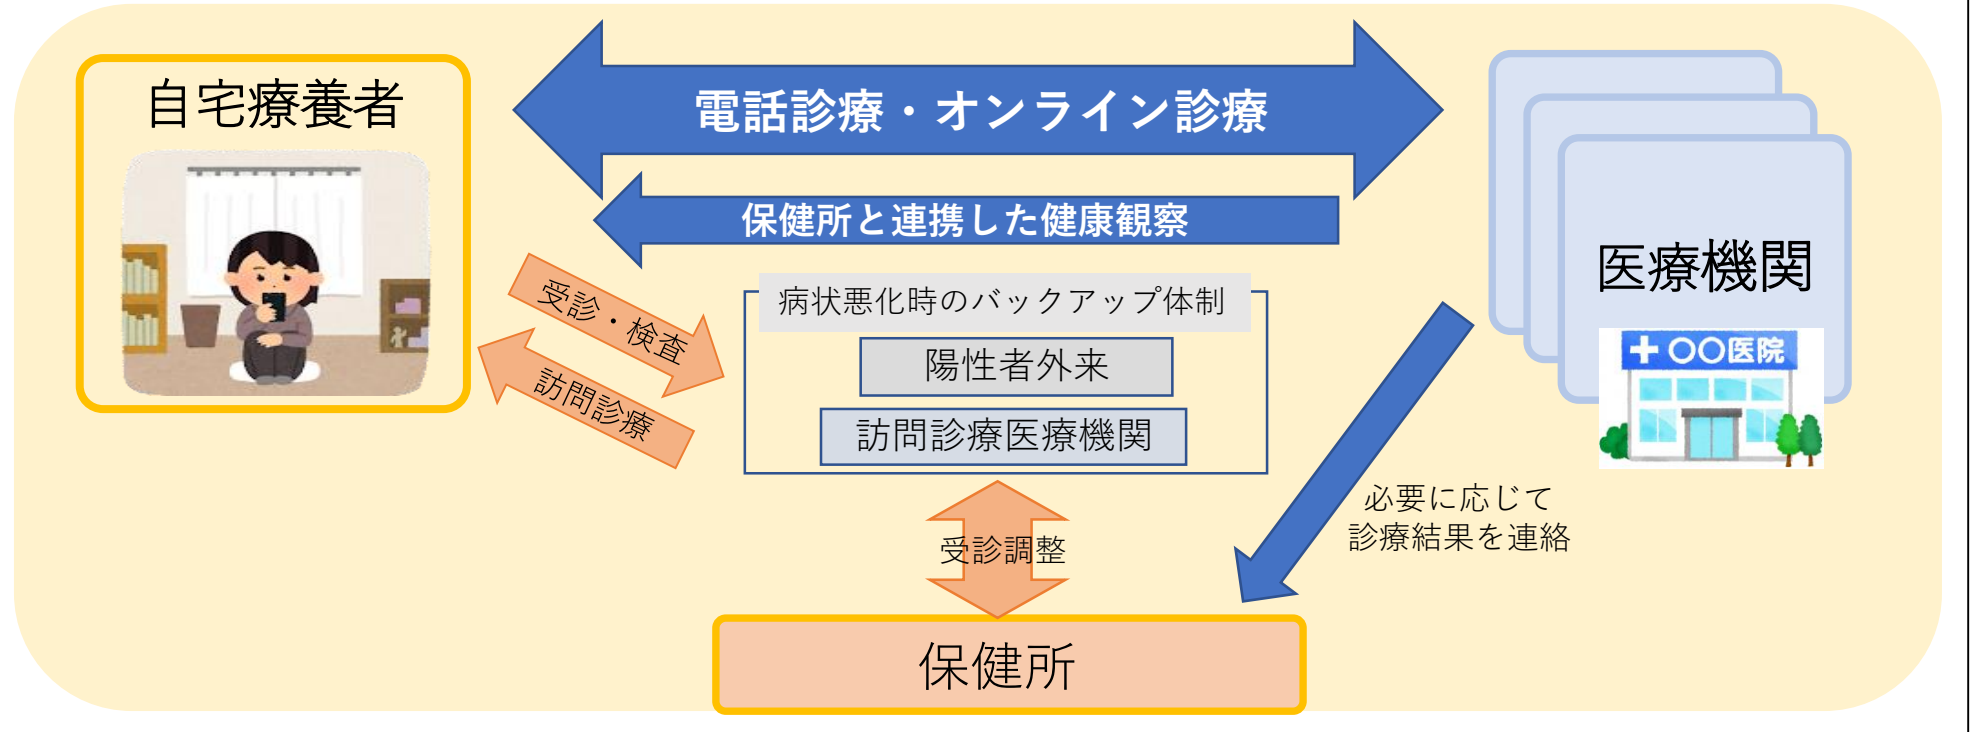 自宅療養者
電話診療・オンライン診療
保健所と連携した健康観察
医療機関
〇〇医院
受診・検査
訪問診療
病状悪化時のバックアップ体制
陽性者外来
訪問診療医療機関
必要に応じて
診療結果を連絡
受診調整
保健所